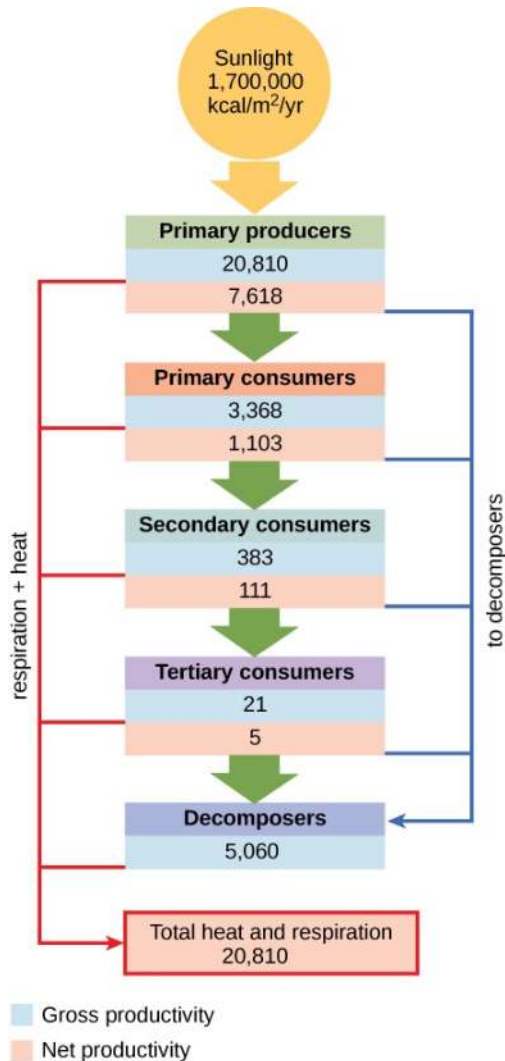 Sunlight
1,700,000
kcal/m²/yr
Primary producers
20,810
7,618
Primary consumers
3,368
1,103
Secondary consumers
383
111
Tertiary consumers
21
5
Decomposers
5,060
Total heat and respiration
20,810
respiration + heat
to decomposers
Gross productivity
Net productivity